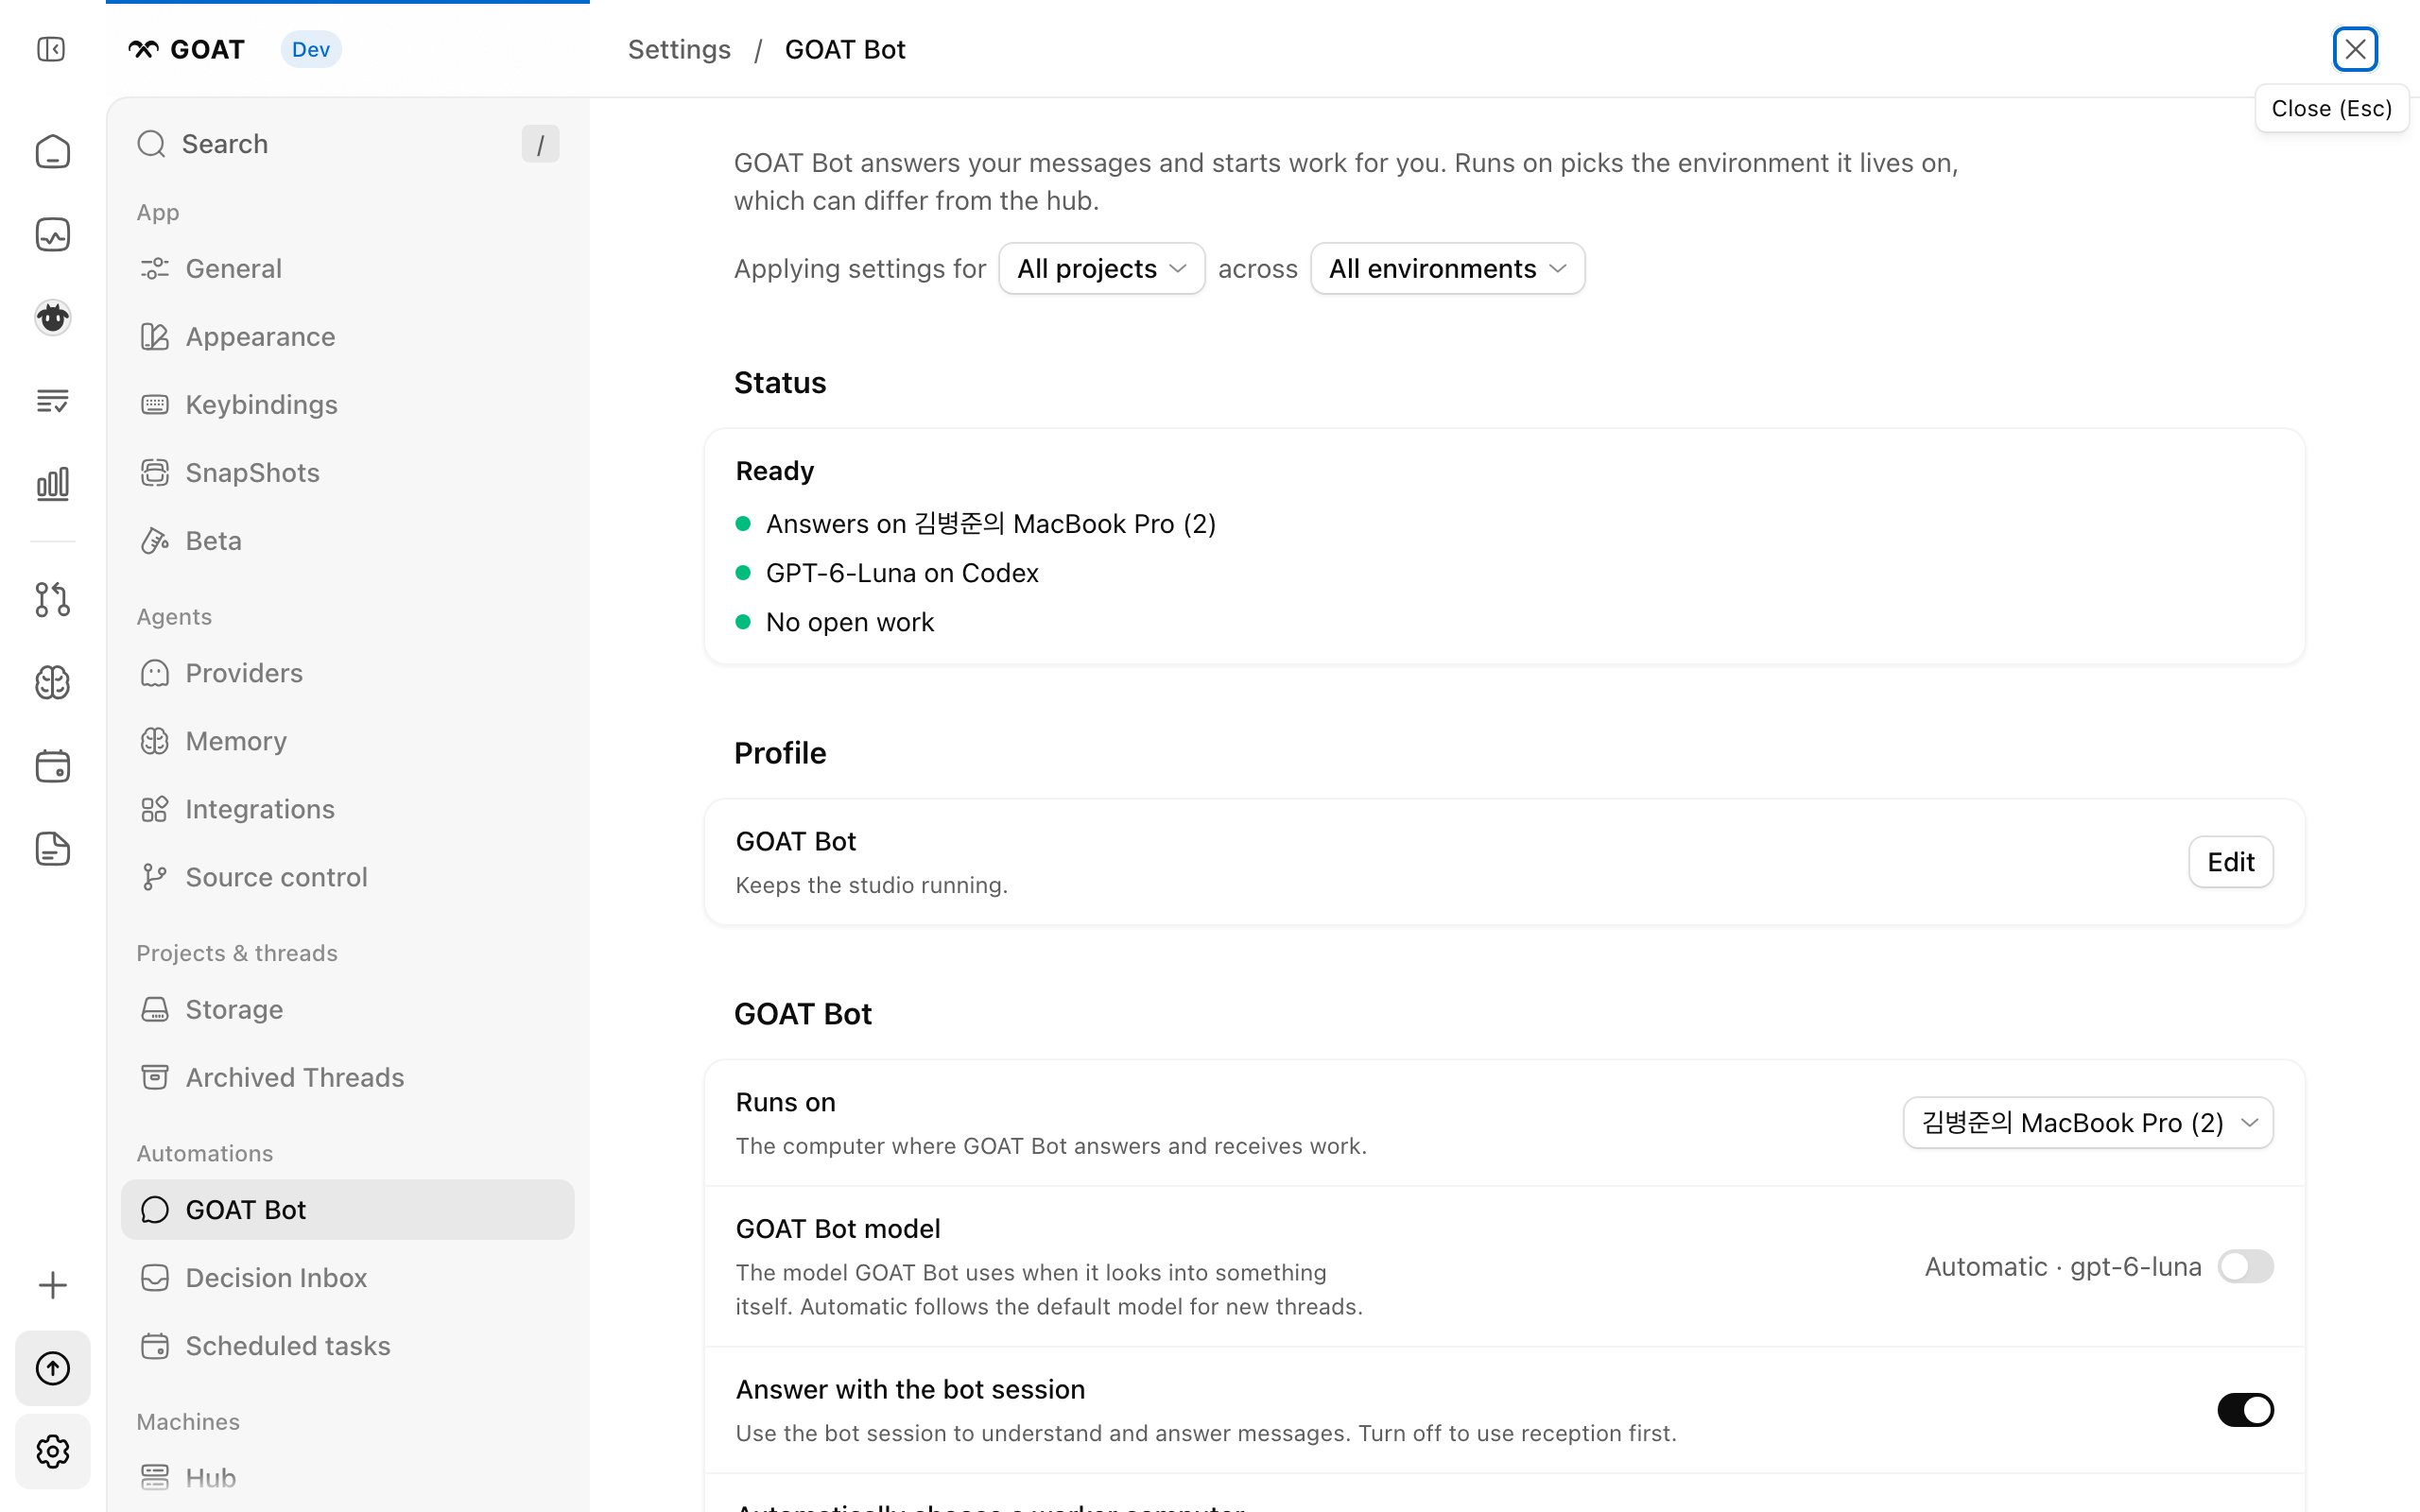 GOAT Dev
Settings / GOAT Bot
Close (Esc)
Search /
App
General
Appearance
Keybindings
SnapShots
Beta
Agents
Providers
Memory
Integrations
Source control
Projects & threads
Storage
Archived Threads
Automations
GOAT Bot
Decision Inbox
Scheduled tasks
Machines
Hub
GOAT Bot answers your messages and starts work for you. Runs on picks the environment it lives on,
which can differ from the hub.
Applying settings for All projects across All environments
Status
Ready
Answers on 김병준의 MacBook Pro (2)
GPT-6-Luna on Codex
No open work
Profile
GOAT Bot
Keeps the studio running.
Edit
GOAT Bot
Runs on
The computer where GOAT Bot answers and receives work.
김병준의 MacBook Pro (2)
GOAT Bot model
The model GOAT Bot uses when it looks into something
itself. Automatic follows the default model for new threads.
Automatic · gpt-6-luna
Answer with the bot session
Use the bot session to understand and answer messages. Turn off to use reception first.
Automatically choose a worker computer